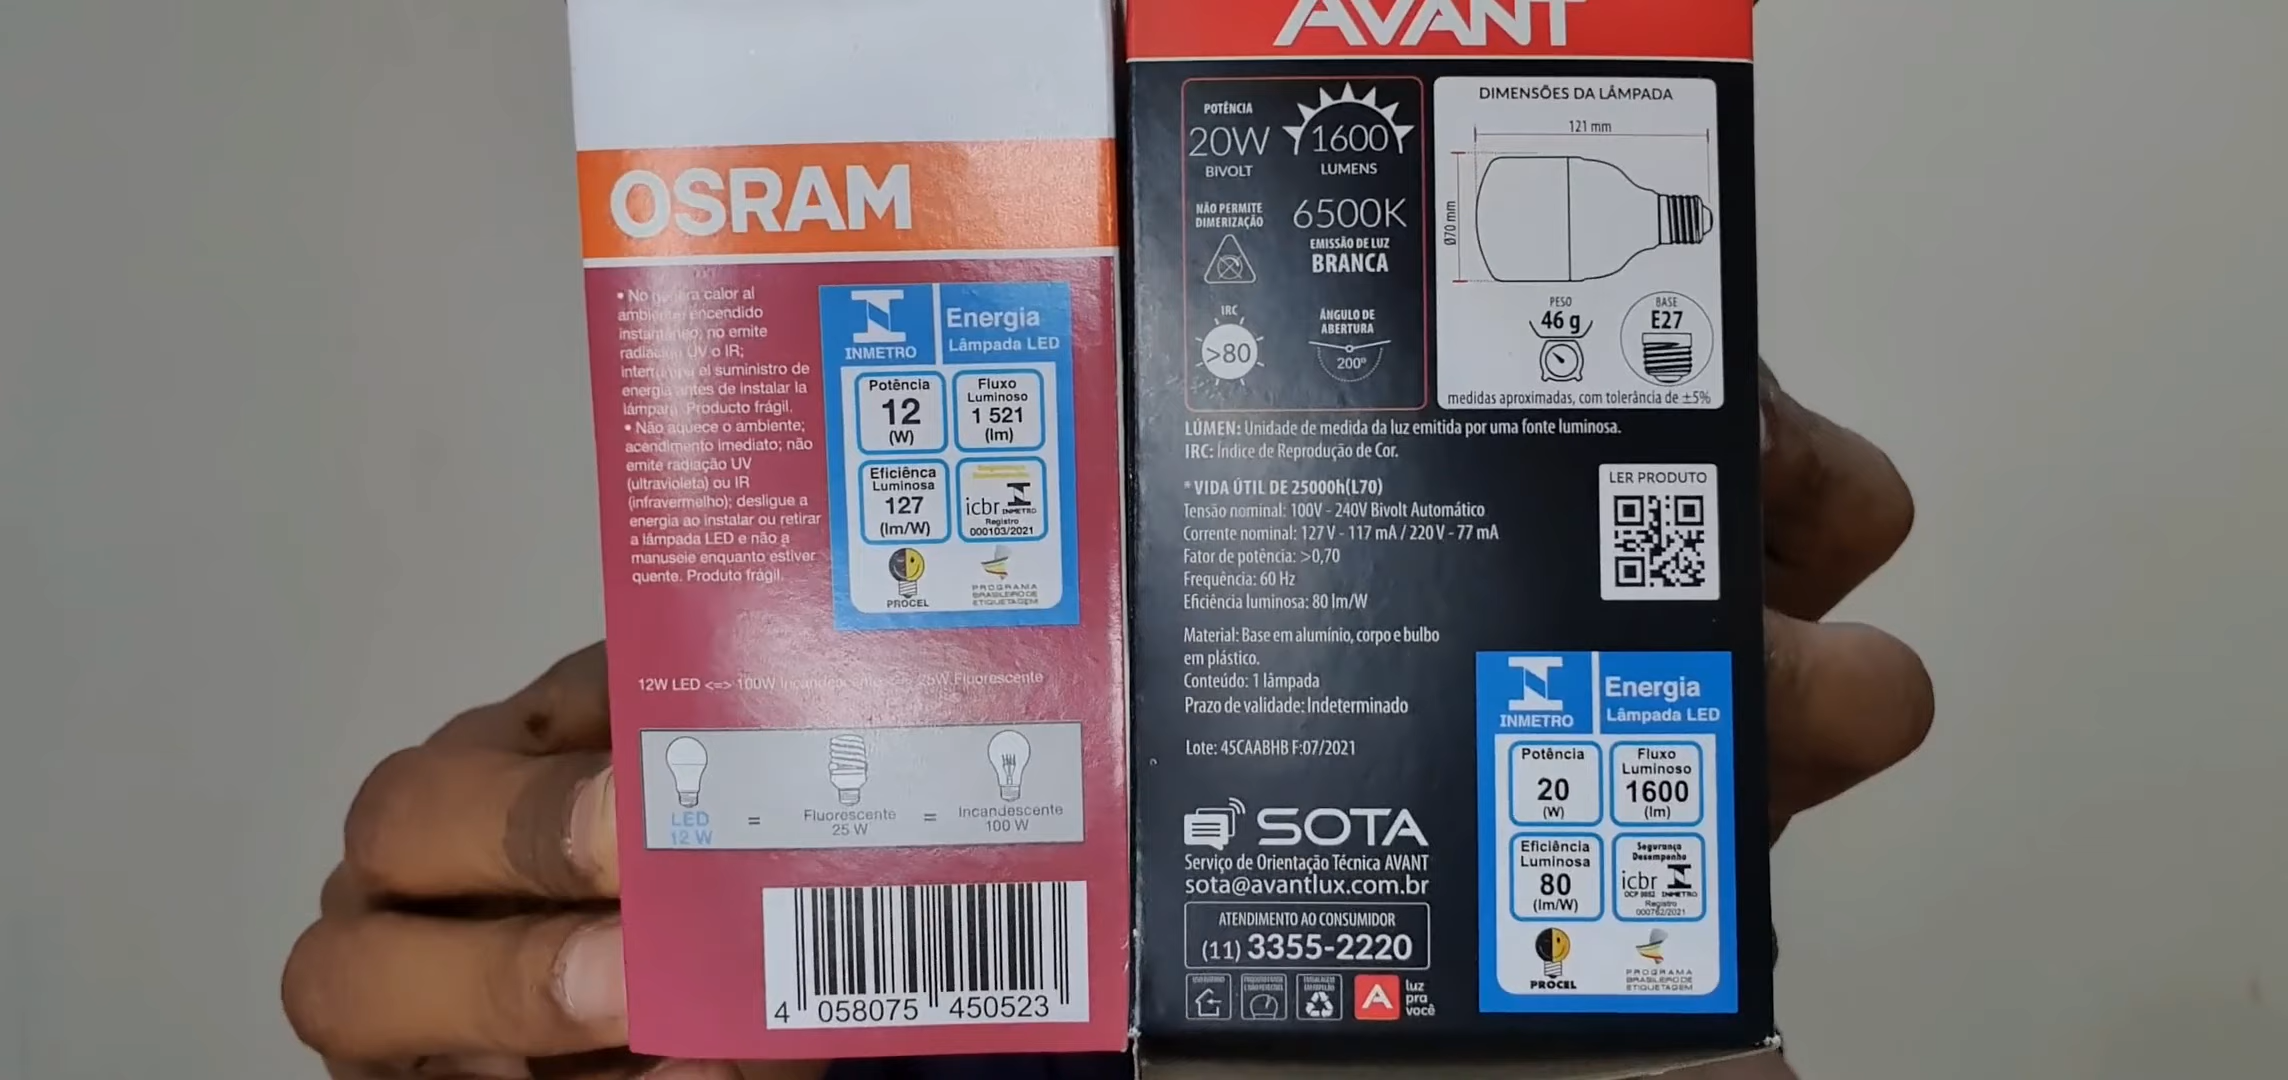 OSRAM
• No genera calor al
ambiente; encendido
instantáneo; no emite
radiación UV o IR;
interrumpa el suministro de
energía antes de instalar la
lámpara. Producto frágil.
• Não aquece o ambiente;
acendimento imediato; não
emite radiação UV
(ultravioleta) ou IR
(infravermelho); desligue a
energia ao instalar ou retirar
a lâmpada LED e não a
manuseie enquanto estiver
quente. Produto frágil.
INMETRO
Energia
Lâmpada LED
Potência
12
(W)
Fluxo
Luminoso
1 521
(lm)
Eficiênca
Luminosa
127
(lm/W)
icbr INMETRO
Registro
000103/2021
PROCEL
PROGRAMA
BRASILEIRO DE
ETIQUETAGEM
12W LED <=> 100W Incandescente <=> 25W Fluorescente
LED
12 W
=
Fluorescente
25 W
=
Incandescente
100 W
4 058075 450523
AVANT
POTÊNCIA
20W
BIVOLT
1600
LUMENS
NÃO PERMITE
DIMERIZAÇÃO
6500K
EMISSÃO DE LUZ
BRANCA
IRC
>80
ÂNGULO DE
ABERTURA
200º
DIMENSÕES DA LÂMPADA
121 mm
Ø70 mm
PESO
46 g
BASE
E27
medidas aproximadas, com tolerância de ±5%
LÚMEN: Unidade de medida da luz emitida por uma fonte luminosa.
IRC: Índice de Reprodução de Cor.
* VIDA ÚTIL DE 25000h(L70)
Tensão nominal: 100V - 240V Bivolt Automático
Corrente nominal: 127 V - 117 mA / 220 V - 77 mA
Fator de potência: >0,70
Frequência: 60 Hz
Eficiência luminosa: 80 lm/W
LER PRODUTO
Material: Base em alumínio, corpo e bulbo
em plástico.
Conteúdo: 1 lâmpada
Prazo de validade: Indeterminado
Lote: 45CAABHB F:07/2021
SOTA
Serviço de Orientação Técnica AVANT
sota@avantlux.com.br
ATENDIMENTO AO CONSUMIDOR
(11) 3355-2220
A
luz
pra
você
INMETRO
Energia
Lâmpada LED
Potência
20
(W)
Fluxo
Luminoso
1600
(lm)
Eficiência
Luminosa
80
(lm/W)
Segurança
Desempenho
icbr
INMETRO
Registro
000762/2021
PROCEL
PROGRAMA
BRASILEIRO DE
ETIQUETAGEM